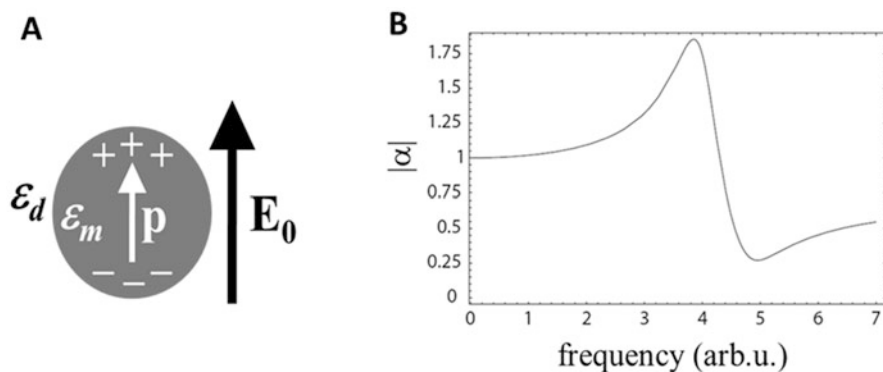 A
+ + +
ε_d ε_m p E₀
− − −
B
|α|
1.75
1.5
1.25
1
0.75
0.5
0.25
0
0 1 2 3 4 5 6 7
frequency (arb.u.)